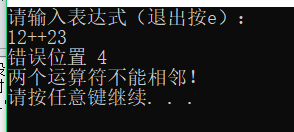 请输入表达式（退出按e）：
12++23
错误位置 4
两个运算符不能相邻！
请按任意键继续. . .